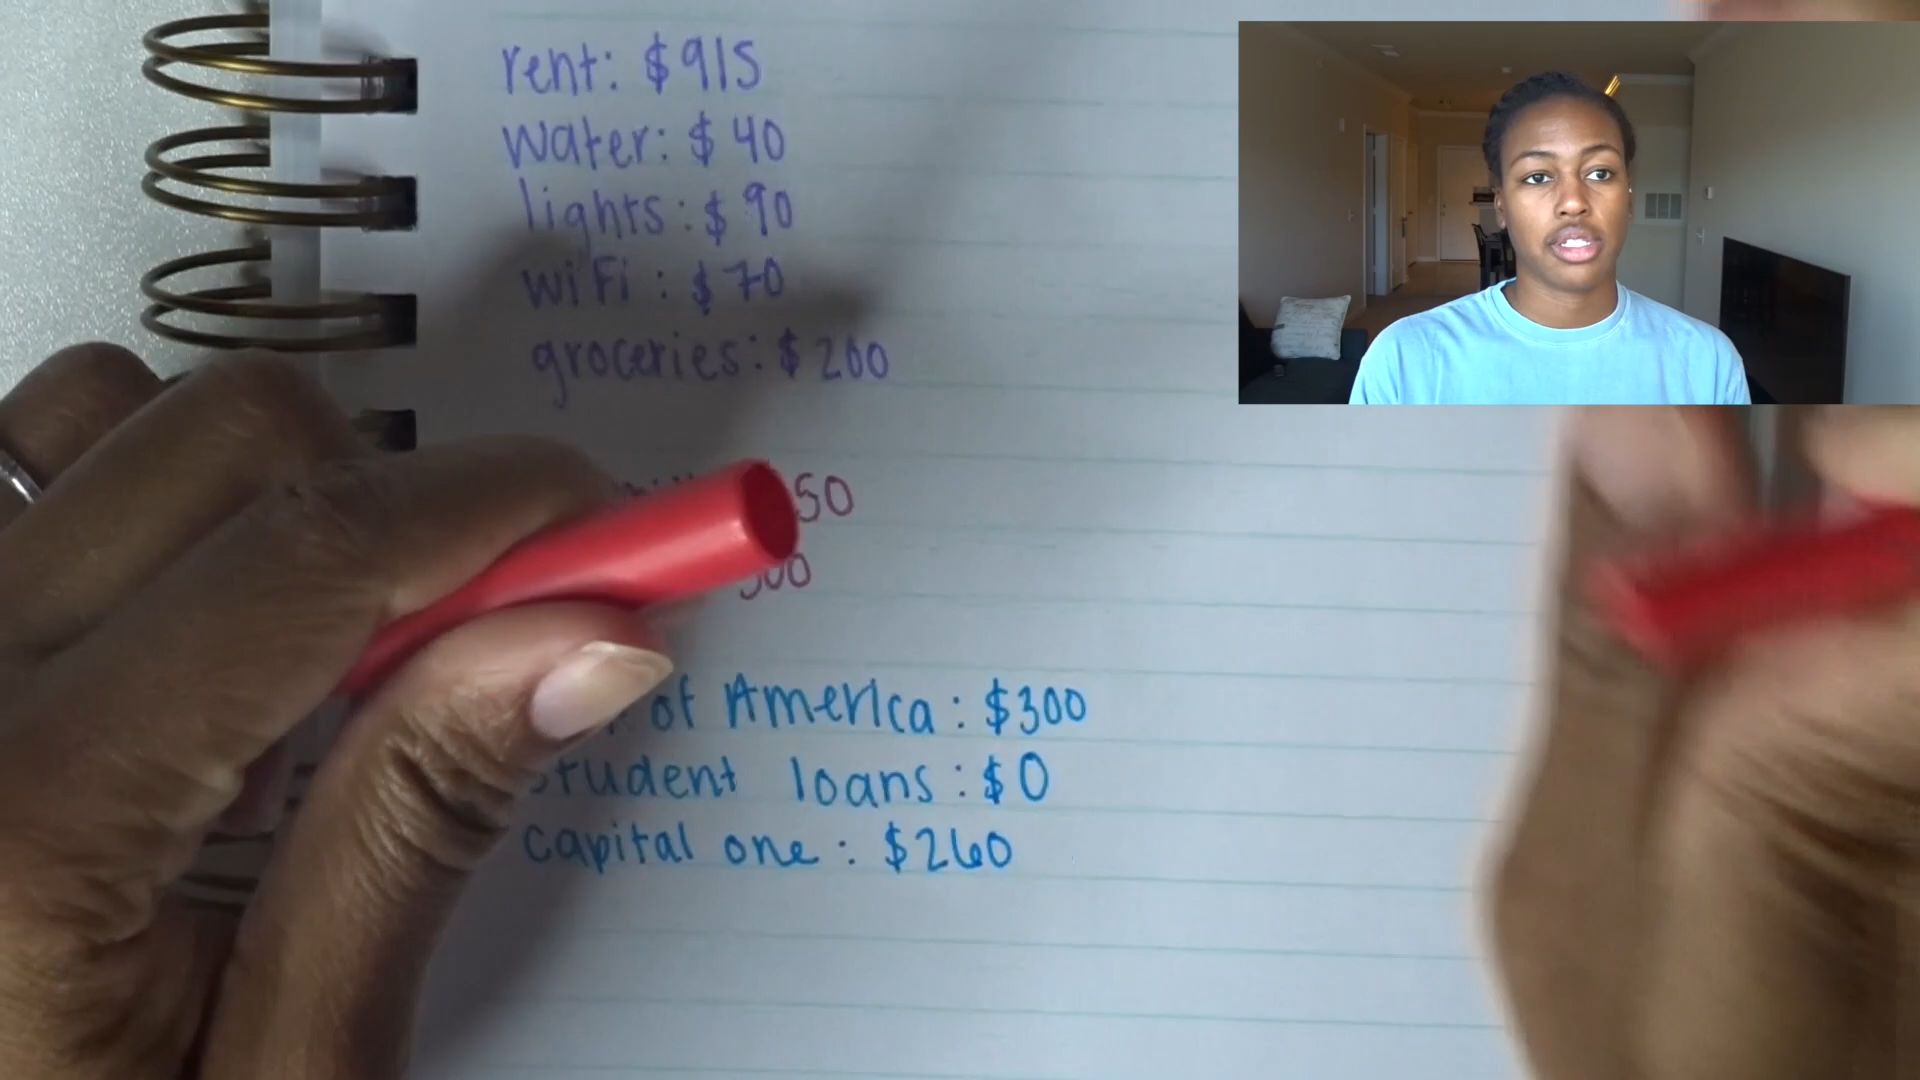 rent: $915
water: $40
lights: $90
wifi: $70
groceries: $200
50
of America: $300
student loans: $0
capital one: $260